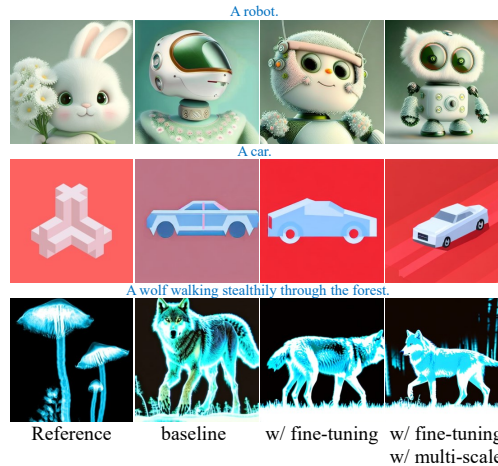 A robot.
A car.
A wolf walking stealthily through the forest.
Reference baseline w/ fine-tuning w/ fine-tuning
w/ multi-scale